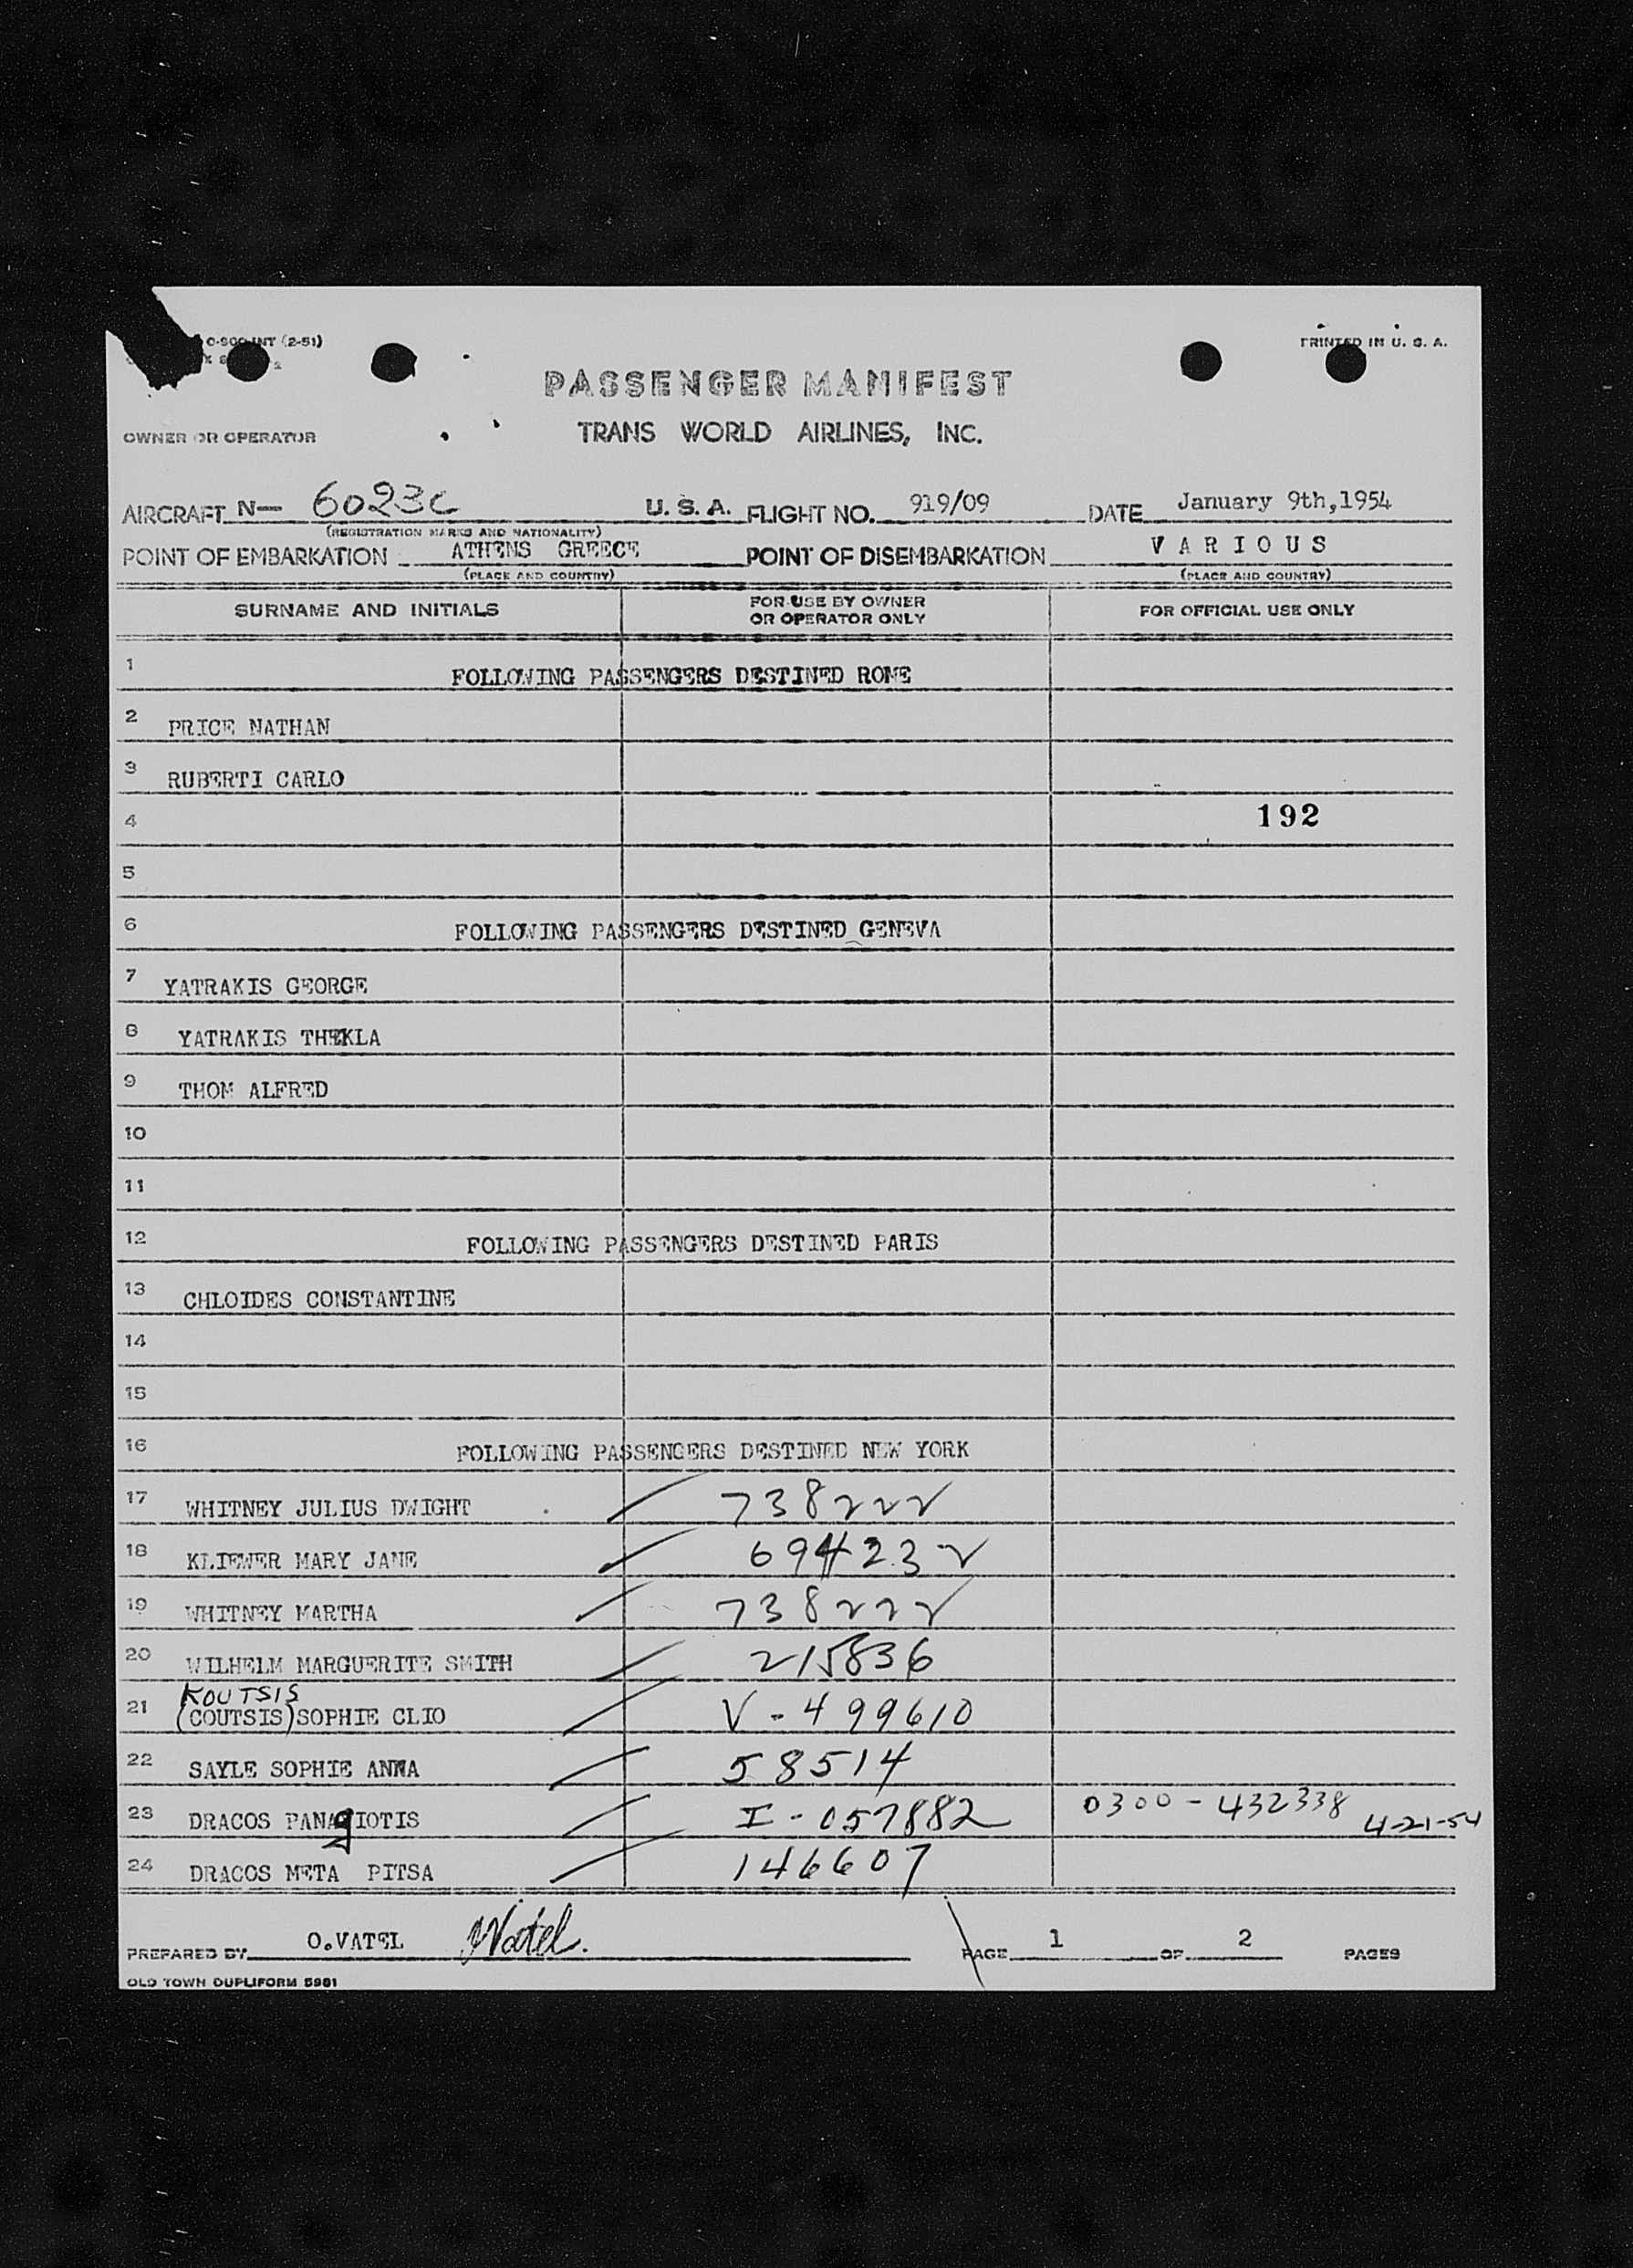 0-900-INT (2-51)
PRINTED IN U. S. A.
PASSENGER MANIFEST
OWNER OR OPERATOR TRANS WORLD AIRLINES, INC.
AIRCRAFT N— 6023C U. S. A. FLIGHT NO. 919/09 DATE January 9th,1954
(REGISTRATION MARKS AND NATIONALITY)
POINT OF EMBARKATION ATHENS GREECE POINT OF DISEMBARKATION VARIOUS
(PLACE AND COUNTRY) (PLACE AND COUNTRY)
SURNAME AND INITIALS FOR USE BY OWNER OR OPERATOR ONLY FOR OFFICIAL USE ONLY
1 FOLLOWING PASSENGERS DESTINED ROME
2 PRICE NATHAN
3 RUBERTI CARLO
4 192
5
6 FOLLOWING PASSENGERS DESTINED GENEVA
7 YATRAKIS GEORGE
8 YATRAKIS THEKLA
9 THOM ALFRED
10
11
12 FOLLOWING PASSENGERS DESTINED PARIS
13 CHLOIDES CONSTANTINE
14
15
16 FOLLOWING PASSENGERS DESTINED NEW YORK
17 WHITNEY JULIUS DWIGHT 738222
18 KLIEWER MARY JANE 694232
19 WHITNEY MARTHA 738222
20 WILHELM MARGUERITE SMITH 215836
KOUTSIS
21 (COUTSIS) SOPHIE CLIO V-499610
22 SAYLE SOPHIE ANNA 58514
23 DRACOS PANAgIOTIS I-057882 0300-432338 4-21-54
24 DRACOS META PITSA 146607
PREPARED BY O.VATEL Vatel. PAGE 1 OF 2 PAGES
OLD TOWN DUPLIFORM 5981